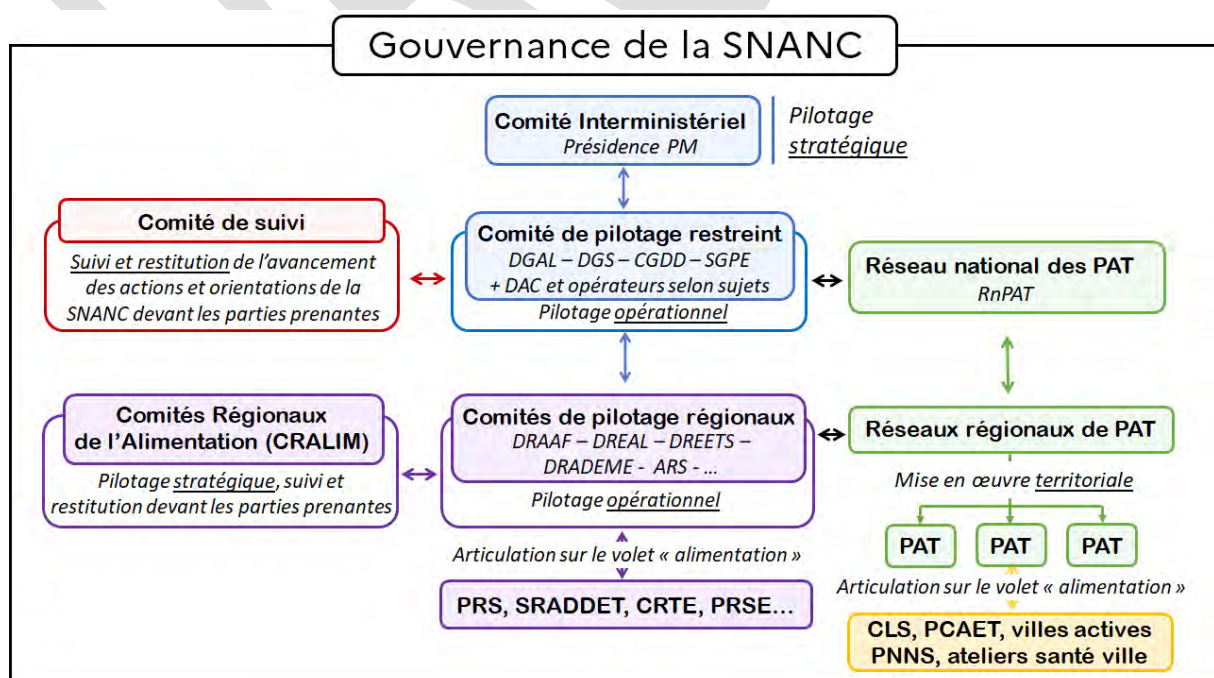 Gouvernance de la SNANC
Comité Interministériel
Présidence PM
Pilotage
stratégique
Comité de suivi
Suivi et restitution de l'avancement
des actions et orientations de la
SNANC devant les parties prenantes
Comité de pilotage restreint
DGAL – DGS – CGDD – SGPE
+ DAC et opérateurs selon sujets
Pilotage opérationnel
Réseau national des PAT
RnPAT
Comités Régionaux
de l'Alimentation (CRALIM)
Pilotage stratégique, suivi et
restitution devant les parties prenantes
Comités de pilotage régionaux
DRAAF – DREAL – DREETS –
DRADEME - ARS - ...
Pilotage opérationnel
Réseaux régionaux de PAT
Mise en œuvre territoriale
PAT
PAT
PAT
Articulation sur le volet « alimentation »
PRS, SRADDET, CRTE, PRSE...
Articulation sur le volet « alimentation »
CLS, PCAET, villes actives
PNNS, ateliers santé ville